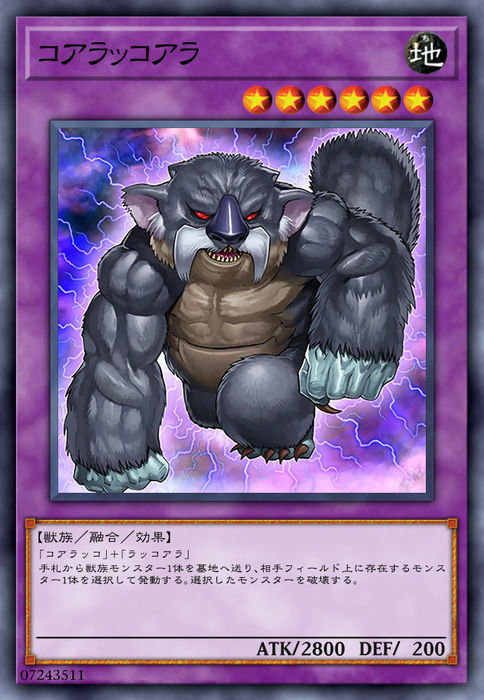 コアラッコアラ
地
ち
【獣族／融合／効果】
「コアラッコ」+「ラッコアラ」
手札から獣族モンスター1体を墓地へ送り、相手フィールド上に存在するモンス
ター1体を選択して発動する。選択したモンスターを破壊する。
ATK/2800 DEF/ 200
07243511